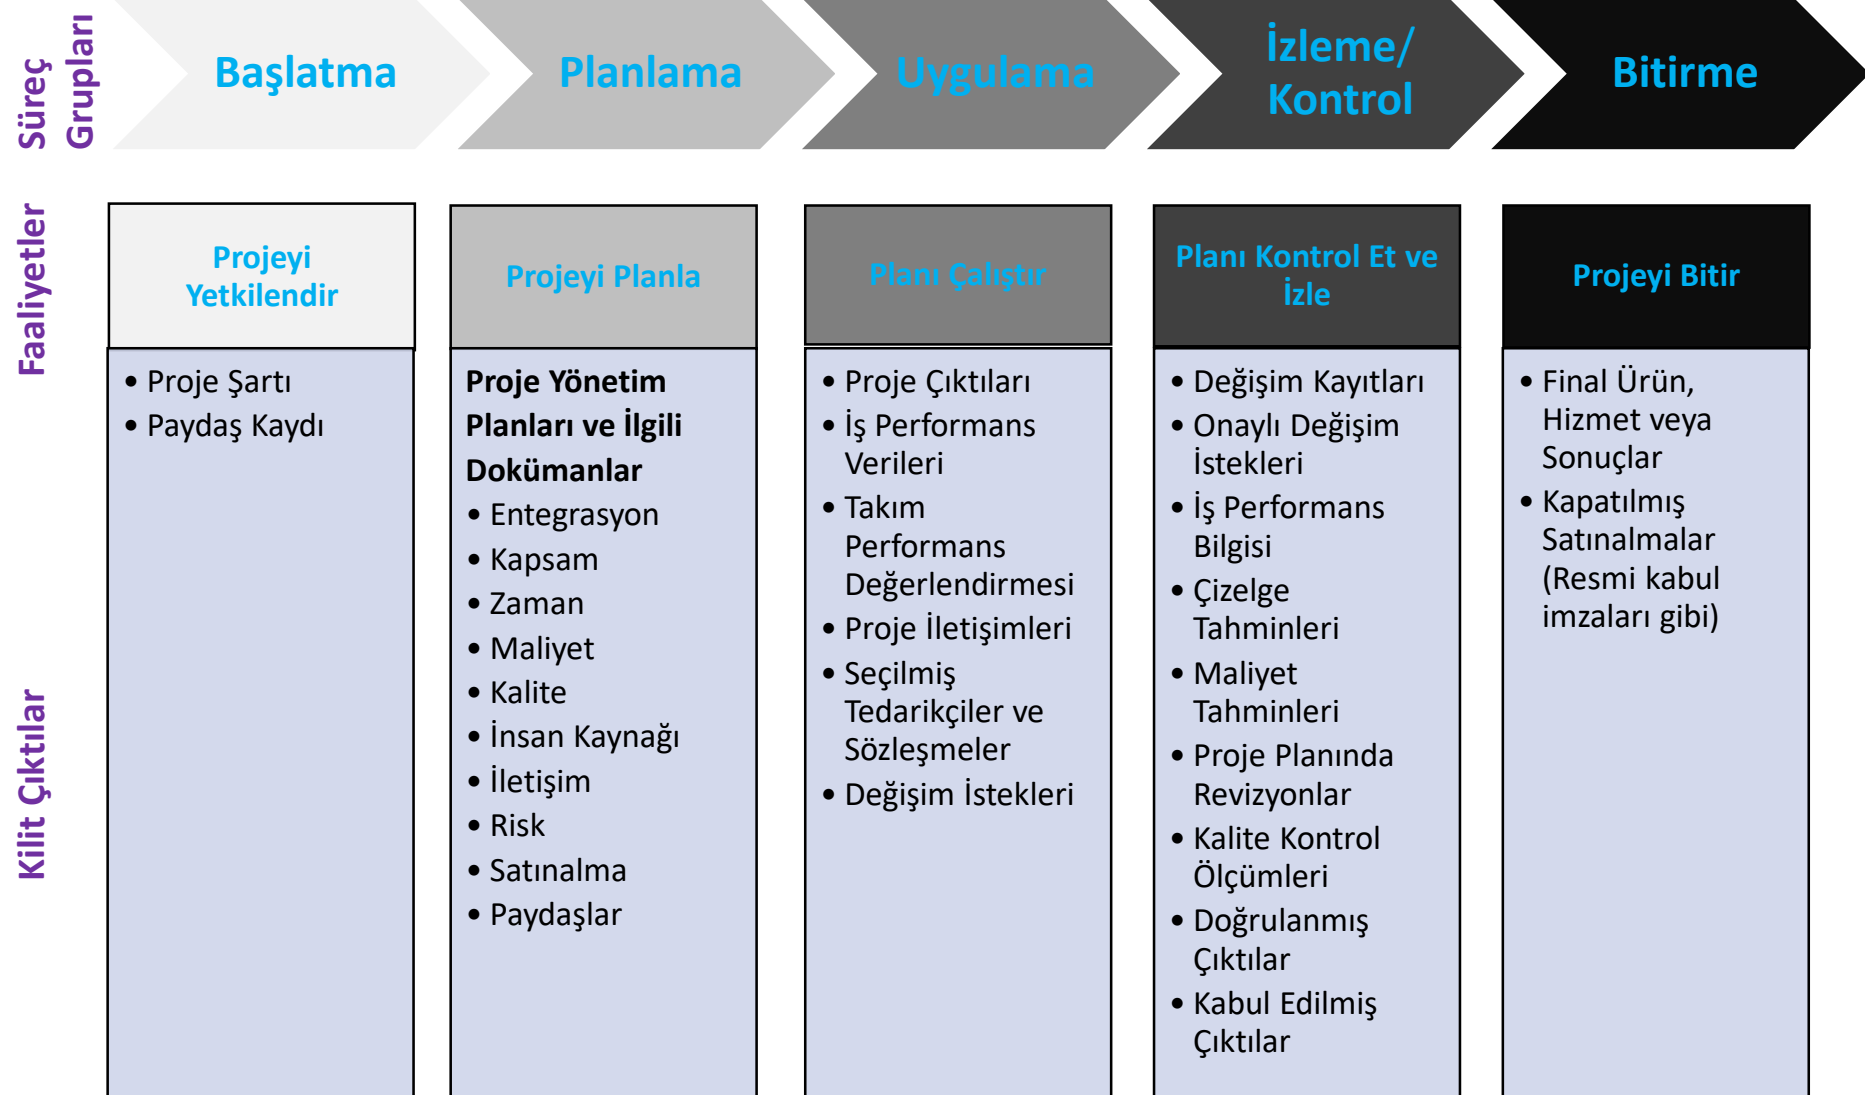 Süreç
Grupları
Başlatma
Planlama
Uygulama
İzleme/
Kontrol
Bitirme
Faaliyetler
Projeyi
Yetkilendir
Projeyi Planla
Planı Çalıştır
Planı Kontrol Et ve
İzle
Projeyi Bitir
Kilit Çıktılar
• Proje Şartı
• Paydaş Kaydı
Proje Yönetim
Planları ve İlgili
Dokümanlar
• Entegrasyon
• Kapsam
• Zaman
• Maliyet
• Kalite
• İnsan Kaynağı
• İletişim
• Risk
• Satınalma
• Paydaşlar
• Proje Çıktıları
• İş Performans
Verileri
• Takım
Performans
Değerlendirmesi
• Proje İletişimleri
• Seçilmiş
Tedarikçiler ve
Sözleşmeler
• Değişim İstekleri
• Değişim Kayıtları
• Onaylı Değişim
İstekleri
• İş Performans
Bilgisi
• Çizelge
Tahminleri
• Maliyet
Tahminleri
• Proje Planında
Revizyonlar
• Kalite Kontrol
Ölçümleri
• Doğrulanmış
Çıktılar
• Kabul Edilmiş
Çıktılar
• Final Ürün,
Hizmet veya
Sonuçlar
• Kapatılmış
Satınalmalar
(Resmi kabul
imzaları gibi)